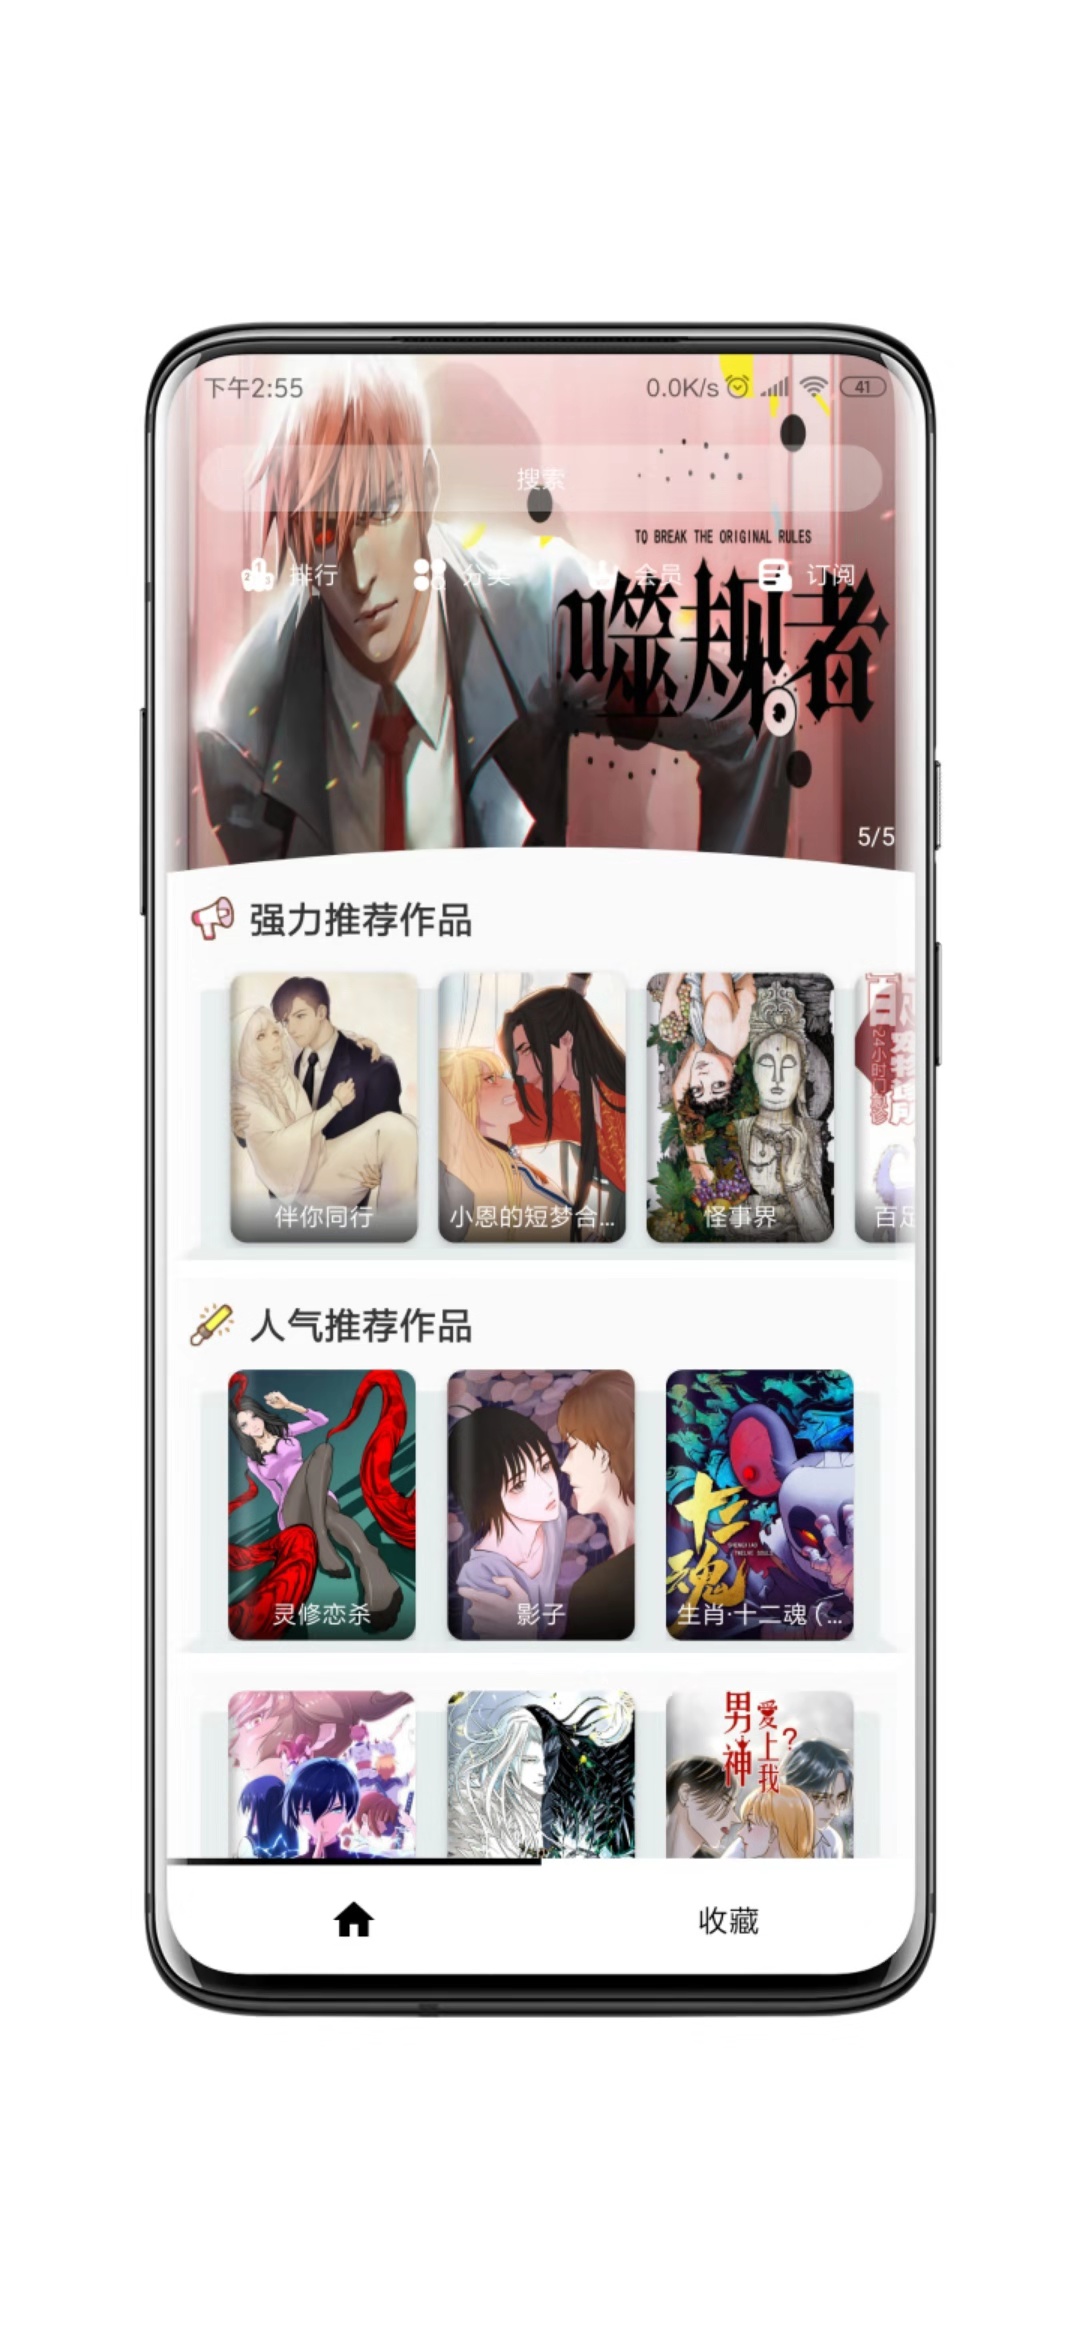 下午2:55
0.0K/s
41
搜索
TO BREAK THE ORIGINAL RULES
排行
分类
会员
订阅
噬规者
5/5
强力推荐作品
百
24小时
伴你同行
小恩的短梦合...
怪事界
百足
人气推荐作品
十二魂
SHENGXIAO
TWELVE SOULS
灵修恋杀
影子
生肖·十二魂（...
男神爱上我?
收藏